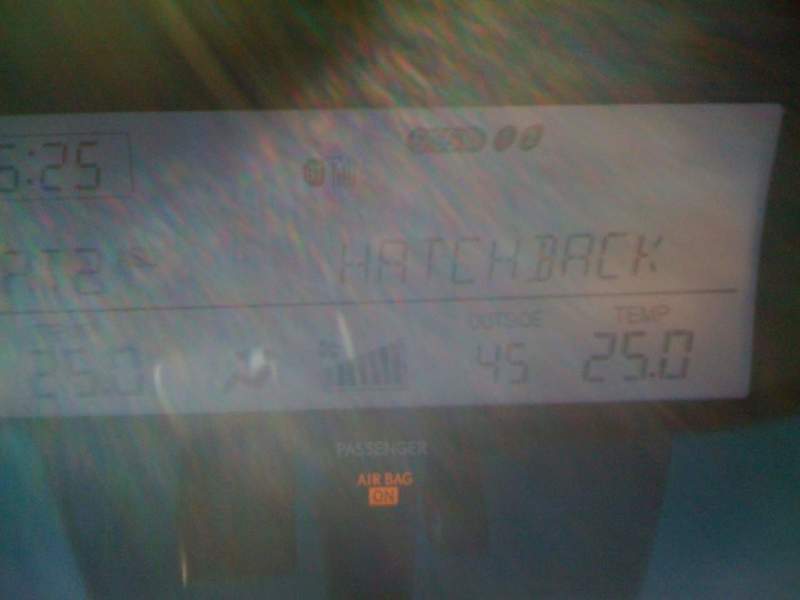 5:25
HATCHBACK
OUTSIDE TEMP
25.0 45 25.0
PASSENGER
AIR BAG
ON